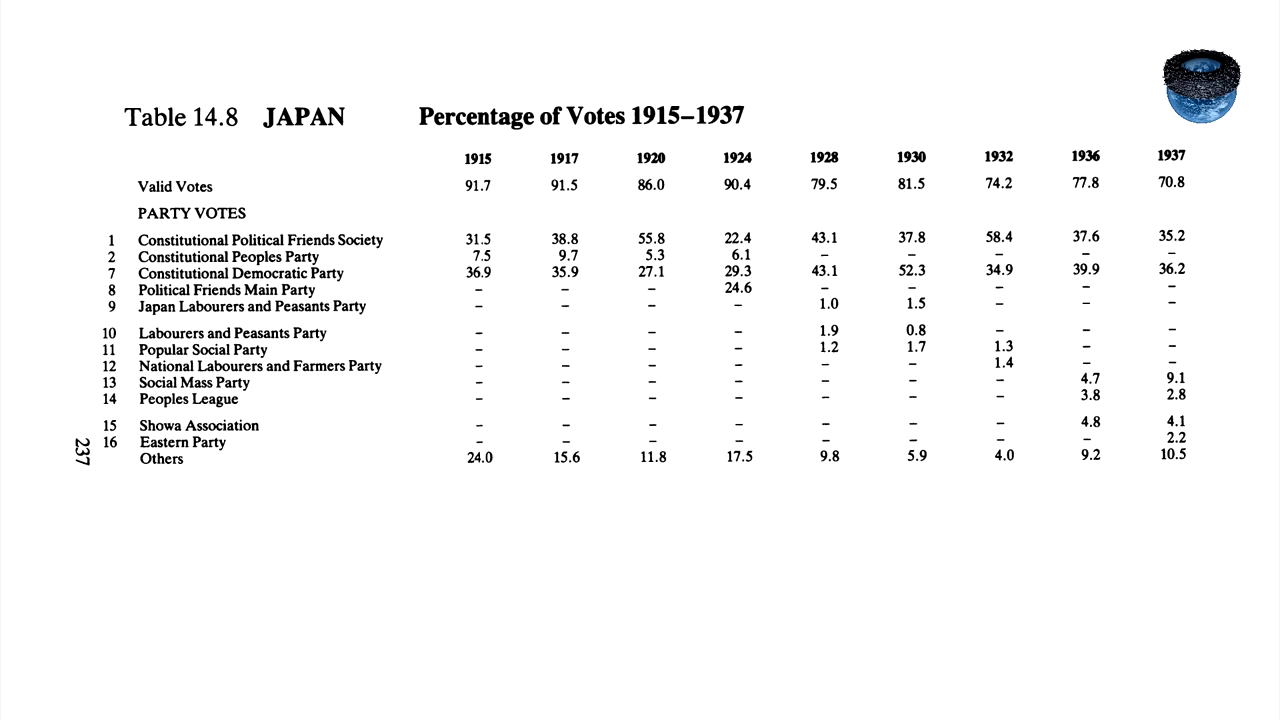 Table 14.8 JAPAN Percentage of Votes 1915–1937
1915 1917 1920 1924 1928 1930 1932 1936 1937
Valid Votes 91.7 91.5 86.0 90.4 79.5 81.5 74.2 77.8 70.8
PARTY VOTES
1 Constitutional Political Friends Society 31.5 38.8 55.8 22.4 43.1 37.8 58.4 37.6 35.2
2 Constitutional Peoples Party 7.5 9.7 5.3 6.1 – – – – –
7 Constitutional Democratic Party 36.9 35.9 27.1 29.3 43.1 52.3 34.9 39.9 36.2
8 Political Friends Main Party – – – 24.6 – – – – –
9 Japan Labourers and Peasants Party – – – – 1.0 1.5 – – –
10 Labourers and Peasants Party – – – – 1.9 0.8 – – –
11 Popular Social Party – – – – 1.2 1.7 1.3 – –
12 National Labourers and Farmers Party – – – – – – 1.4 – –
13 Social Mass Party – – – – – – – 4.7 9.1
14 Peoples League – – – – – – – 3.8 2.8
15 Showa Association – – – – – – – 4.8 4.1
16 Eastern Party – – – – – – – – 2.2
Others 24.0 15.6 11.8 17.5 9.8 5.9 4.0 9.2 10.5
237